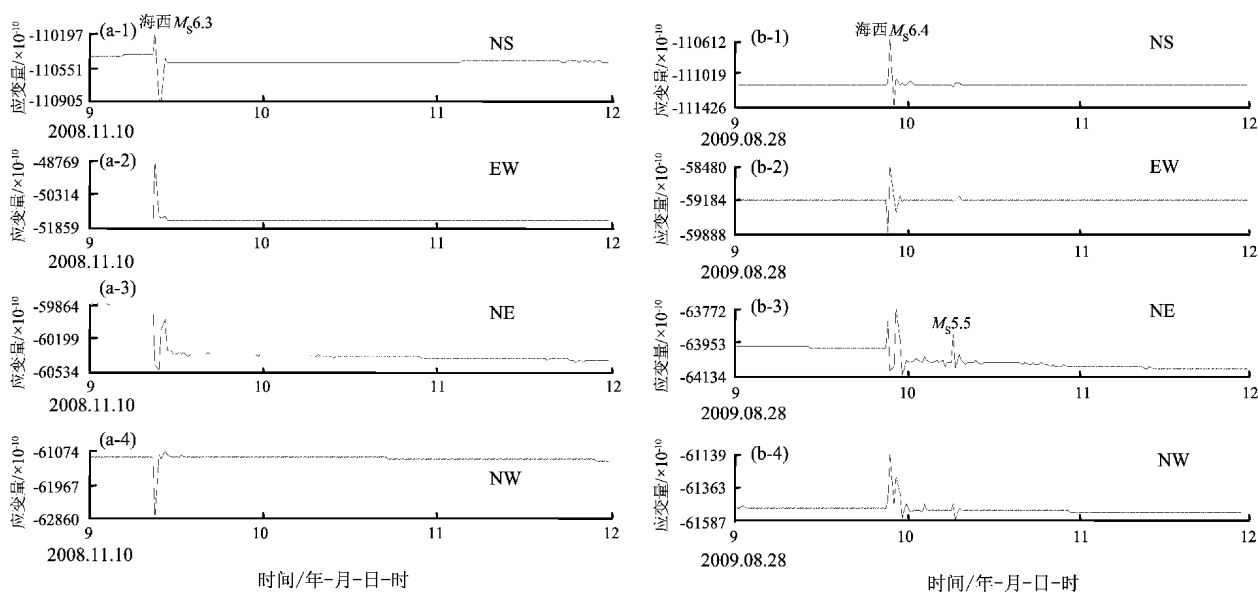 (a-1)
海西 Ms6.3
NS
应变量/×10⁻¹⁰
-110197
-110551
-110905
9
10
11
12
2008.11.10
(a-2)
EW
应变量/×10⁻¹⁰
-48769
-50314
-51859
9
10
11
12
2008.11.10
(a-3)
NE
应变量/×10⁻¹⁰
-59864
-60199
-60534
9
10
11
12
2008.11.10
(a-4)
NW
应变量/×10⁻¹⁰
-61074
-61967
-62860
9
10
11
12
2008.11.10
时间/年-月-日-时
(b-1)
海西 Ms6.4
NS
应变量/×10⁻¹⁰
-110612
-111019
-111426
9
10
11
12
2009.08.28
(b-2)
EW
应变量/×10⁻¹⁰
-58480
-59184
-59888
9
10
11
12
2009.08.28
(b-3)
Ms5.5
NE
应变量/×10⁻¹⁰
-63772
-63953
-64134
9
10
11
12
2009.08.28
(b-4)
NW
应变量/×10⁻¹⁰
-61139
-61363
-61587
9
10
11
12
2009.08.28
时间/年-月-日-时